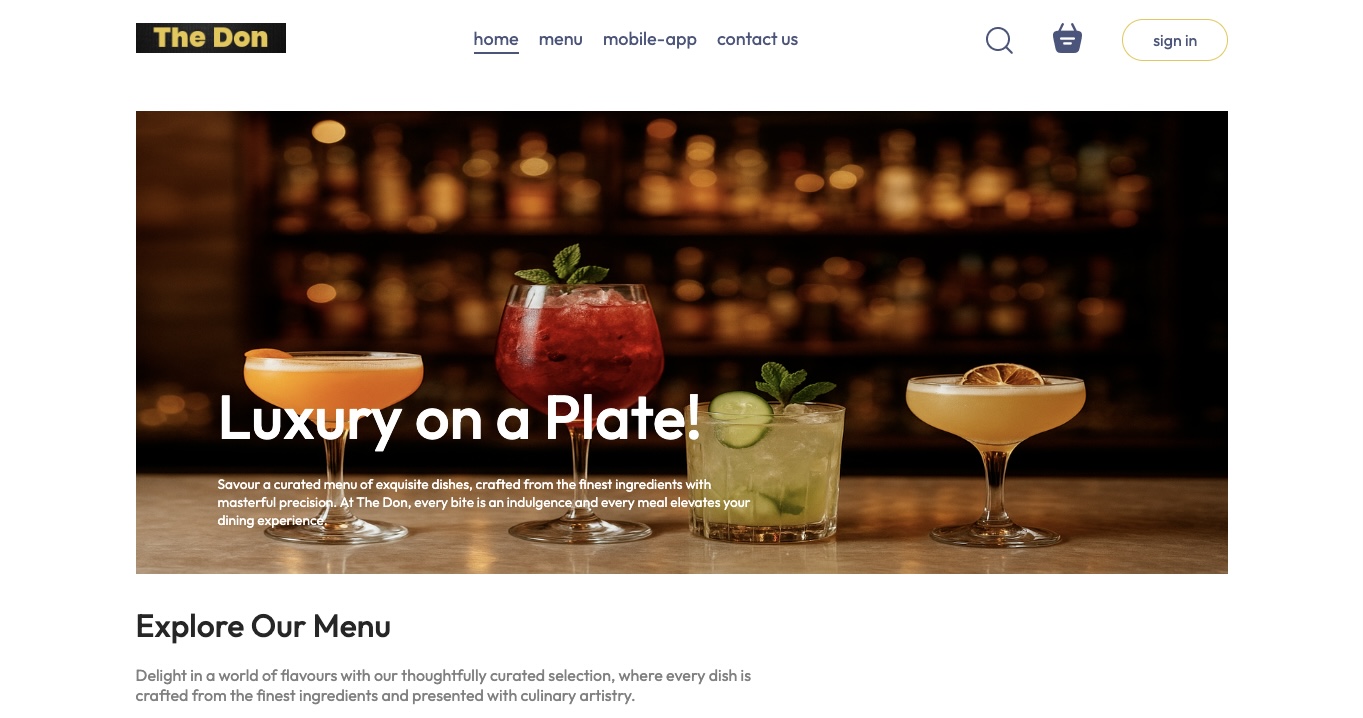 The Don
home
menu
mobile-app
contact us
sign in
Luxury on a Plate!
Savour a curated menu of exquisite dishes, crafted from the finest ingredients with
masterful precision. At The Don, every bite is an indulgence and every meal elevates your
dining experience.
Explore Our Menu
Delight in a world of flavours with our thoughtfully curated selection, where every dish is
crafted from the finest ingredients and presented with culinary artistry.